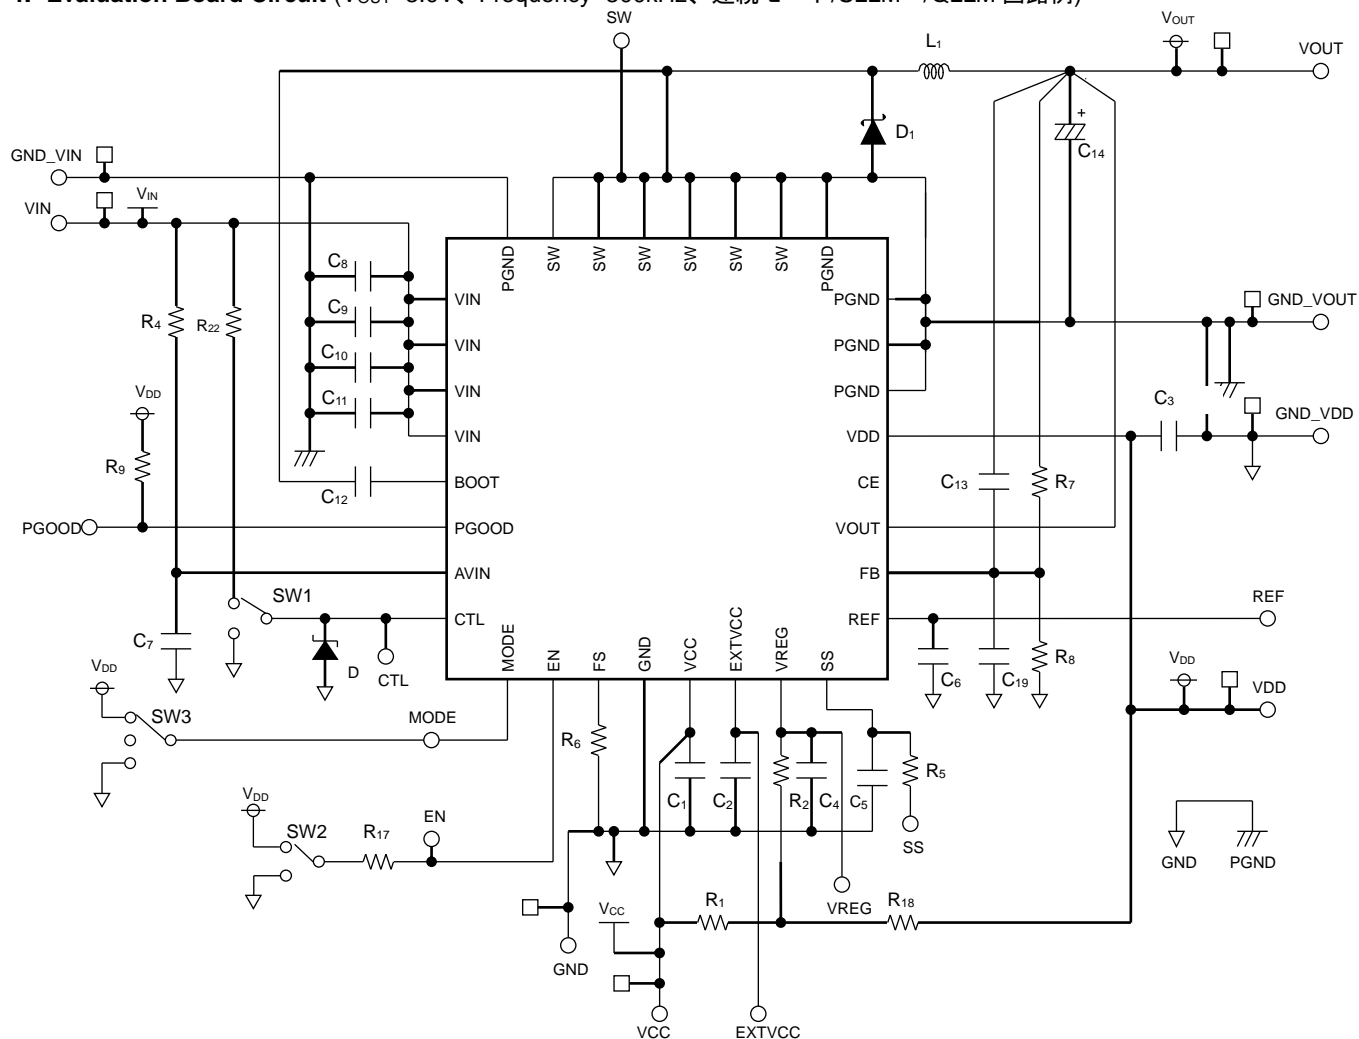 Evaluation Board Circuit
SW
L1
VOUT
VOUT
D1
+
C14
GND_VIN
VIN
VIN
PGND
SW
SW
SW
SW
SW
SW
PGND
C8
VIN
PGND
GND_VOUT
R4
R22
C9
VIN
PGND
C10
VIN
PGND
VDD
C11
VIN
VDD
C3
GND_VDD
R9
C12
BOOT
CE
C13
R7
PGOOD
PGOOD
VOUT
AVIN
FB
SW1
CTL
REF
REF
C7
D
CTL
MODE
EN
FS
GND
VCC
EXTVCC
VREG
SS
C6
C19
R8
VDD
VDD
VDD
SW3
MODE
R6
C1
C2
R2
C4
C5
R5
SS
VDD
SW2
R17
EN
GND
PGND
VCC
R1
VREG
R18
GND
VCC
EXTVCC